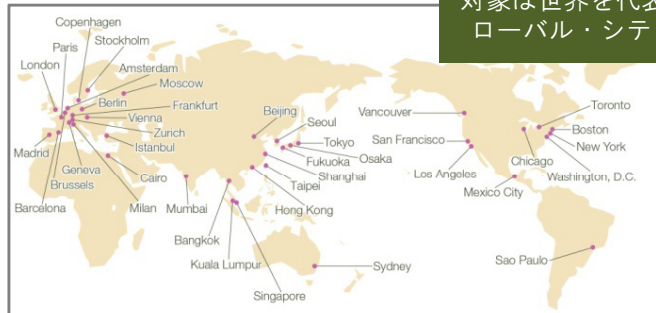 対象は世界を代表
ローバル・シテ
Copenhagen
Paris
Stockholm
London
Amsterdam
Moscow
Berlin
Frankfurt
Vienna
Zurich
Istanbul
Madrid
Geneva
Cairo
Brussels
Barcelona
Milan
Mumbai
Beijing
Seoul
Tokyo
Osaka
Fukuoka
Shanghai
Taipei
Hong Kong
Bangkok
Kuala Lumpur
Singapore
Sydney
Vancouver
San Francisco
Los Angeles
Mexico City
Toronto
Boston
New York
Chicago
Washington, D.C.
Sao Paulo